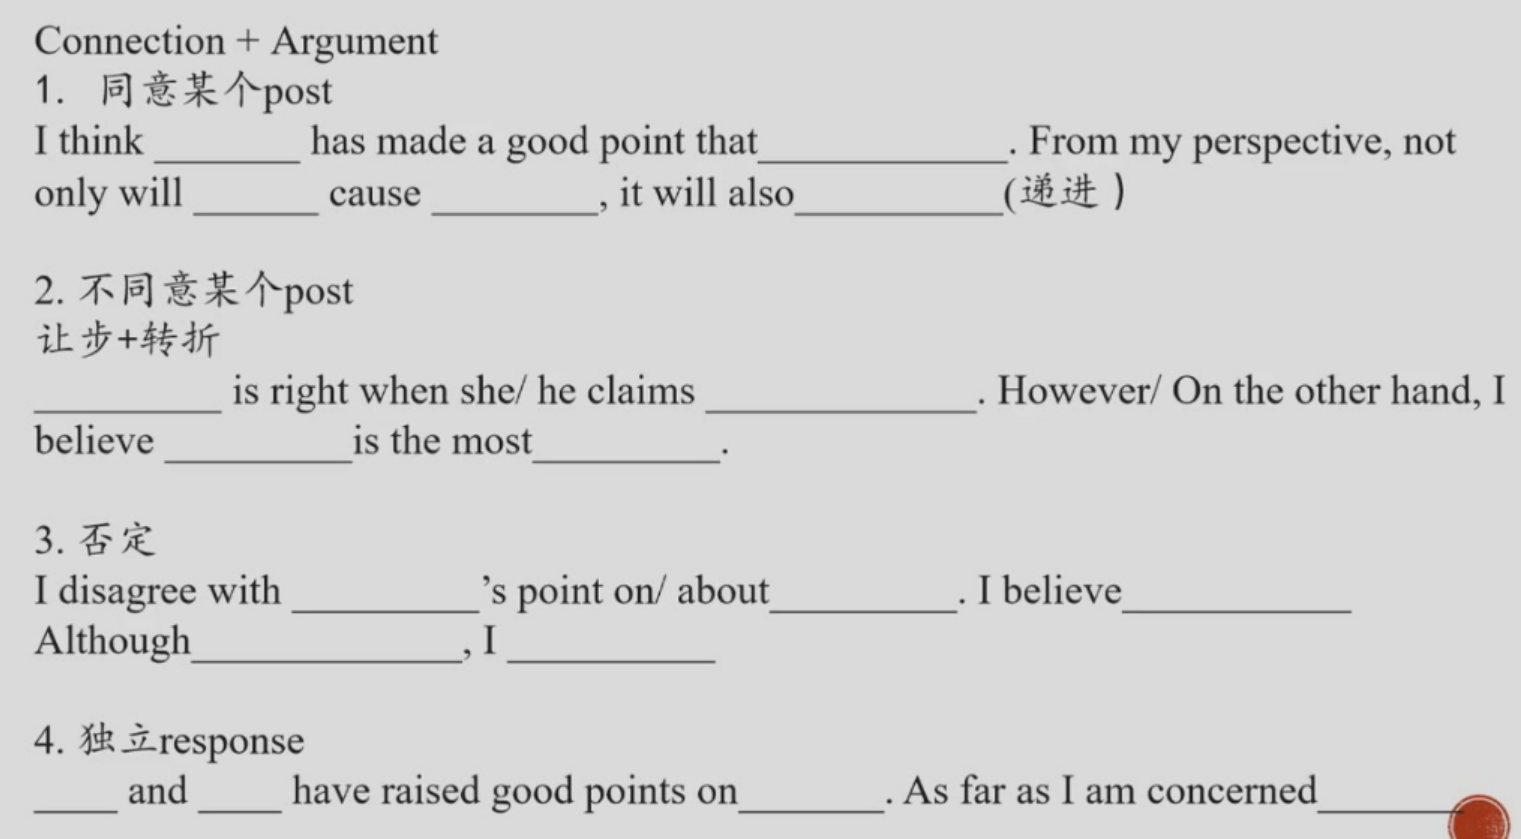 Connection + Argument
1. 同意某个post
I think _______ has made a good point that____________. From my perspective, not
only will ______ cause ________, it will also__________(递进)
2. 不同意某个post
让步+转折
_________ is right when she/ he claims _____________. However/ On the other hand, I
believe _________is the most_________.
3. 否定
I disagree with _________'s point on/ about_________. I believe___________
Although_____________, I __________
4. 独立response
____ and ____ have raised good points on_______. As far as I am concerned_______